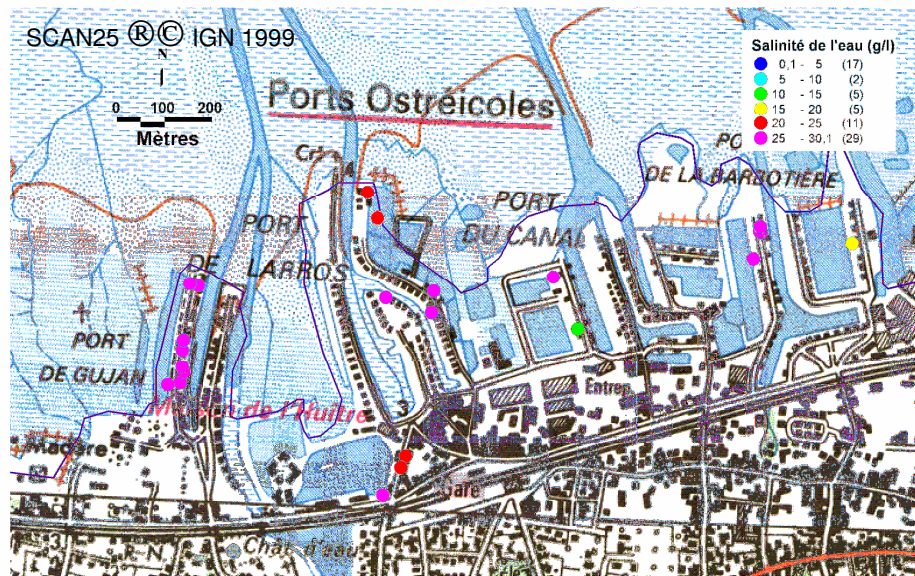 SCAN25 ®© IGN 1999
N
0 100 200
Mètres
Salinité de l'eau (g/l)
0,1 - 5 (17)
5 - 10 (2)
10 - 15 (5)
15 - 20 (5)
20 - 25 (11)
25 - 30,1 (29)
Ports Ostréicoles
PORT
DE LARROS
PORT
DU CANAL
DE LA BARBOTIÈRE
PORT
DE GUJAN
Maison de l'Huître
3
Entrep
Gare
Chât. d'eau